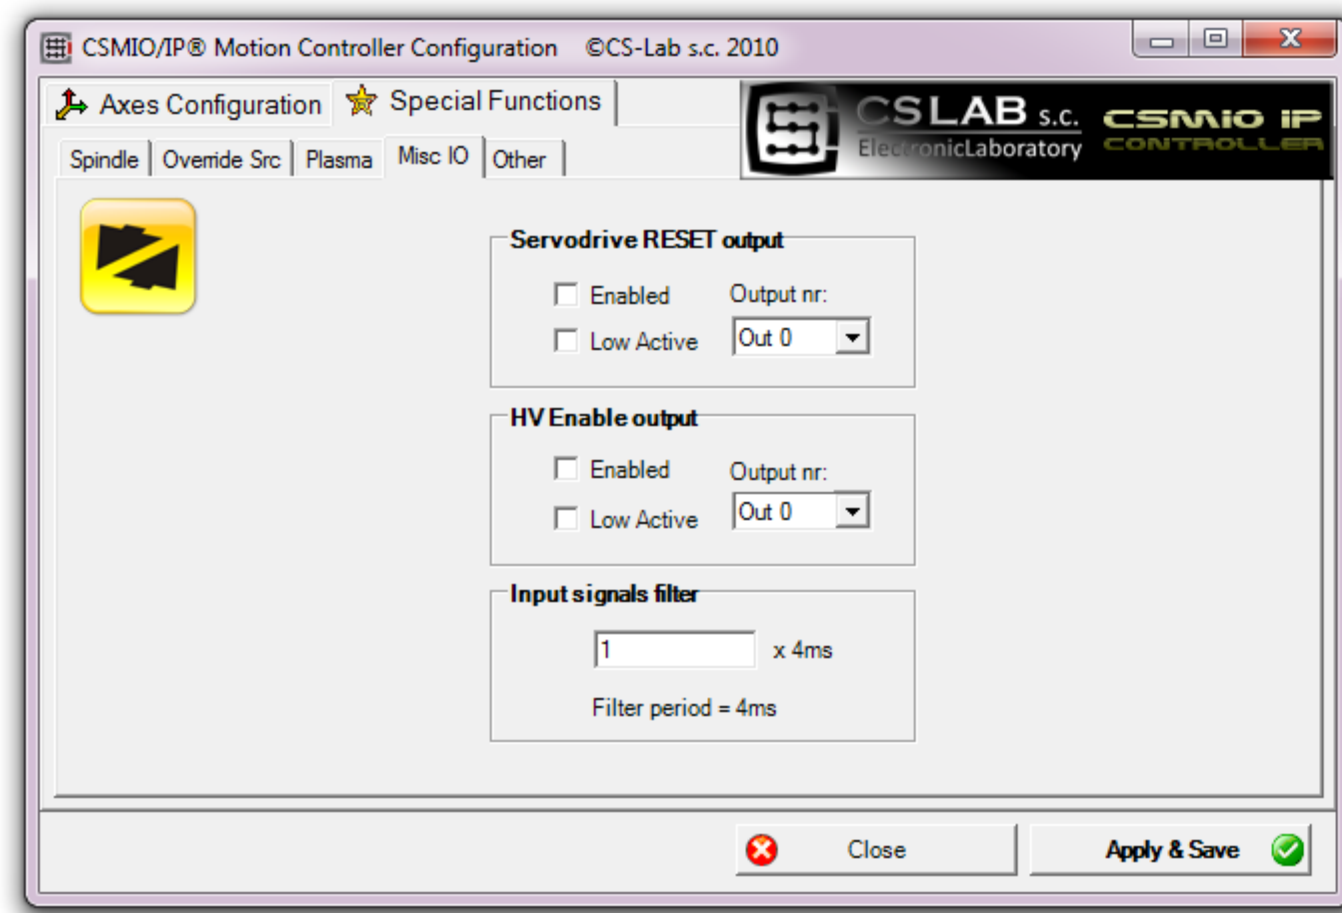 CSMIO/IP® Motion Controller Configuration ©CS-Lab s.c. 2010
Axes Configuration Special Functions
CSLAB s.c.
ElectronicLaboratory
CSMIO IP
CONTROLLER
Spindle Override Src Plasma Misc IO Other
Servodrive RESET output
Enabled Output nr:
Low Active Out 0
HV Enable output
Enabled Output nr:
Low Active Out 0
Input signals filter
1 x 4ms
Filter period = 4ms
Close Apply & Save